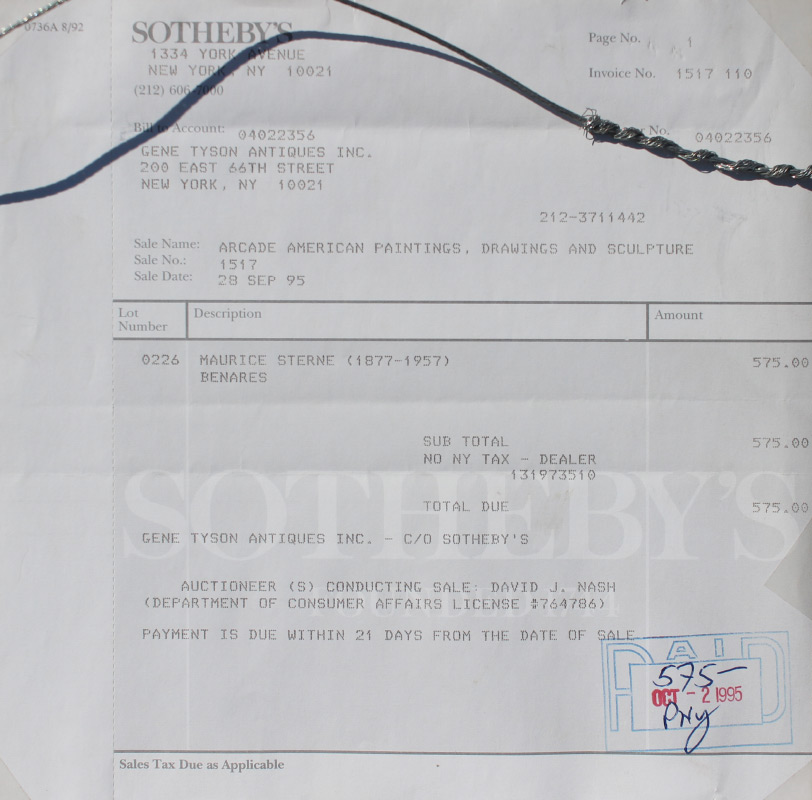 0736A 8/92
SOTHEBY'S
1334 YORK AVENUE
NEW YORK, NY 10021
(212) 606-7000
Page No. 1
Invoice No. 1517 110
Bill to Account: 04022356
No. 04022356
GENE TYSON ANTIQUES INC.
200 EAST 66TH STREET
NEW YORK, NY 10021
212-3711442
Sale Name: ARCADE AMERICAN PAINTINGS, DRAWINGS AND SCULPTURE
Sale No.: 1517
Sale Date: 28 SEP 95
Lot Number Description Amount
0226 MAURICE STERNE (1877-1957) 575.00
BENARES
SUB TOTAL 575.00
NO NY TAX - DEALER
131973510
SOTHEBY'S
TOTAL DUE 575.00
GENE TYSON ANTIQUES INC. - C/O SOTHEBY'S
AUCTIONEER (S) CONDUCTING SALE: DAVID J. NASH
(DEPARTMENT OF CONSUMER AFFAIRS LICENSE #764786)
PAYMENT IS DUE WITHIN 21 DAYS FROM THE DATE OF SALE
PAID
575-
OCT - 2 1995
Sales Tax Due as Applicable